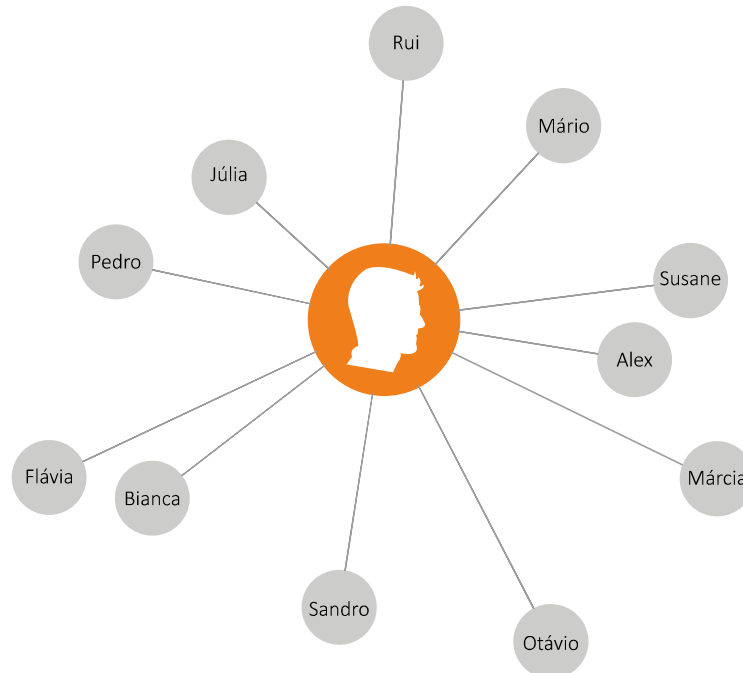 Rui
Mário
Júlia
Pedro
Susane
Alex
Flávia
Bianca
Márcia
Sandro
Otávio